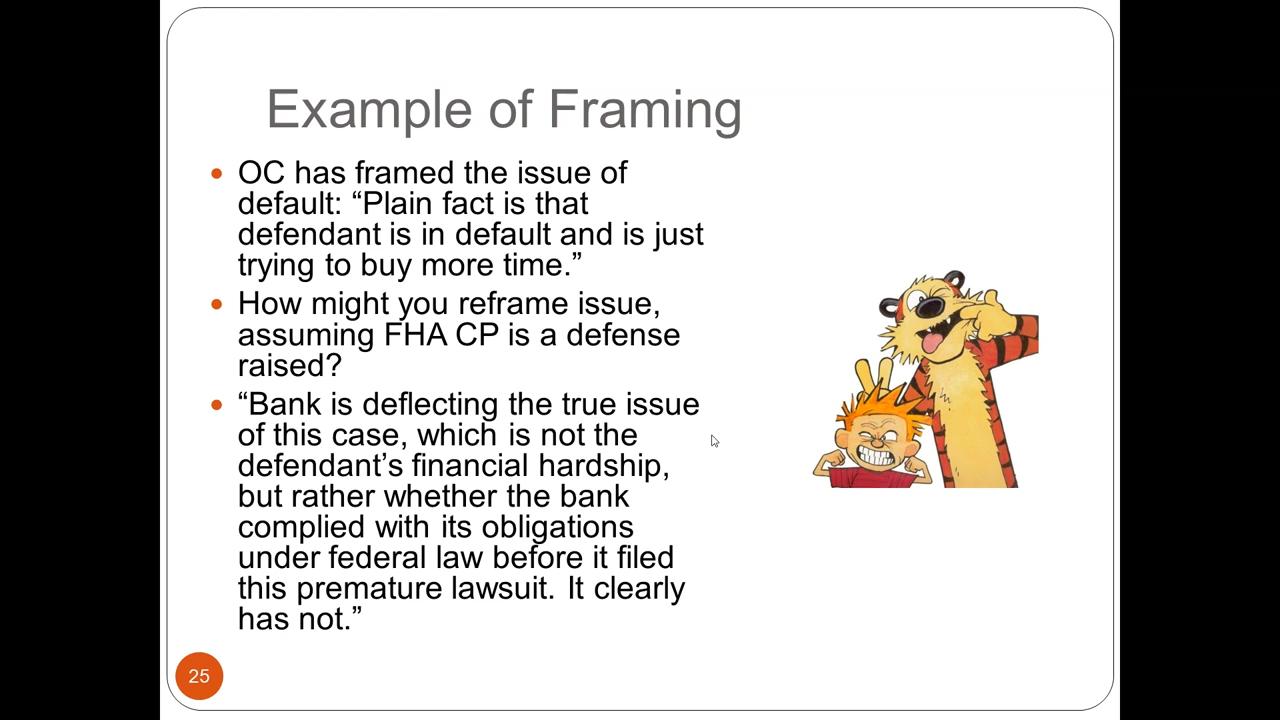 Example of Framing
OC has framed the issue of
default: “Plain fact is that
defendant is in default and is just
trying to buy more time.”
How might you reframe issue,
assuming FHA CP is a defense
raised?
“Bank is deflecting the true issue
of this case, which is not the
defendant’s financial hardship,
but rather whether the bank
complied with its obligations
under federal law before it filed
this premature lawsuit. It clearly
has not.”
25